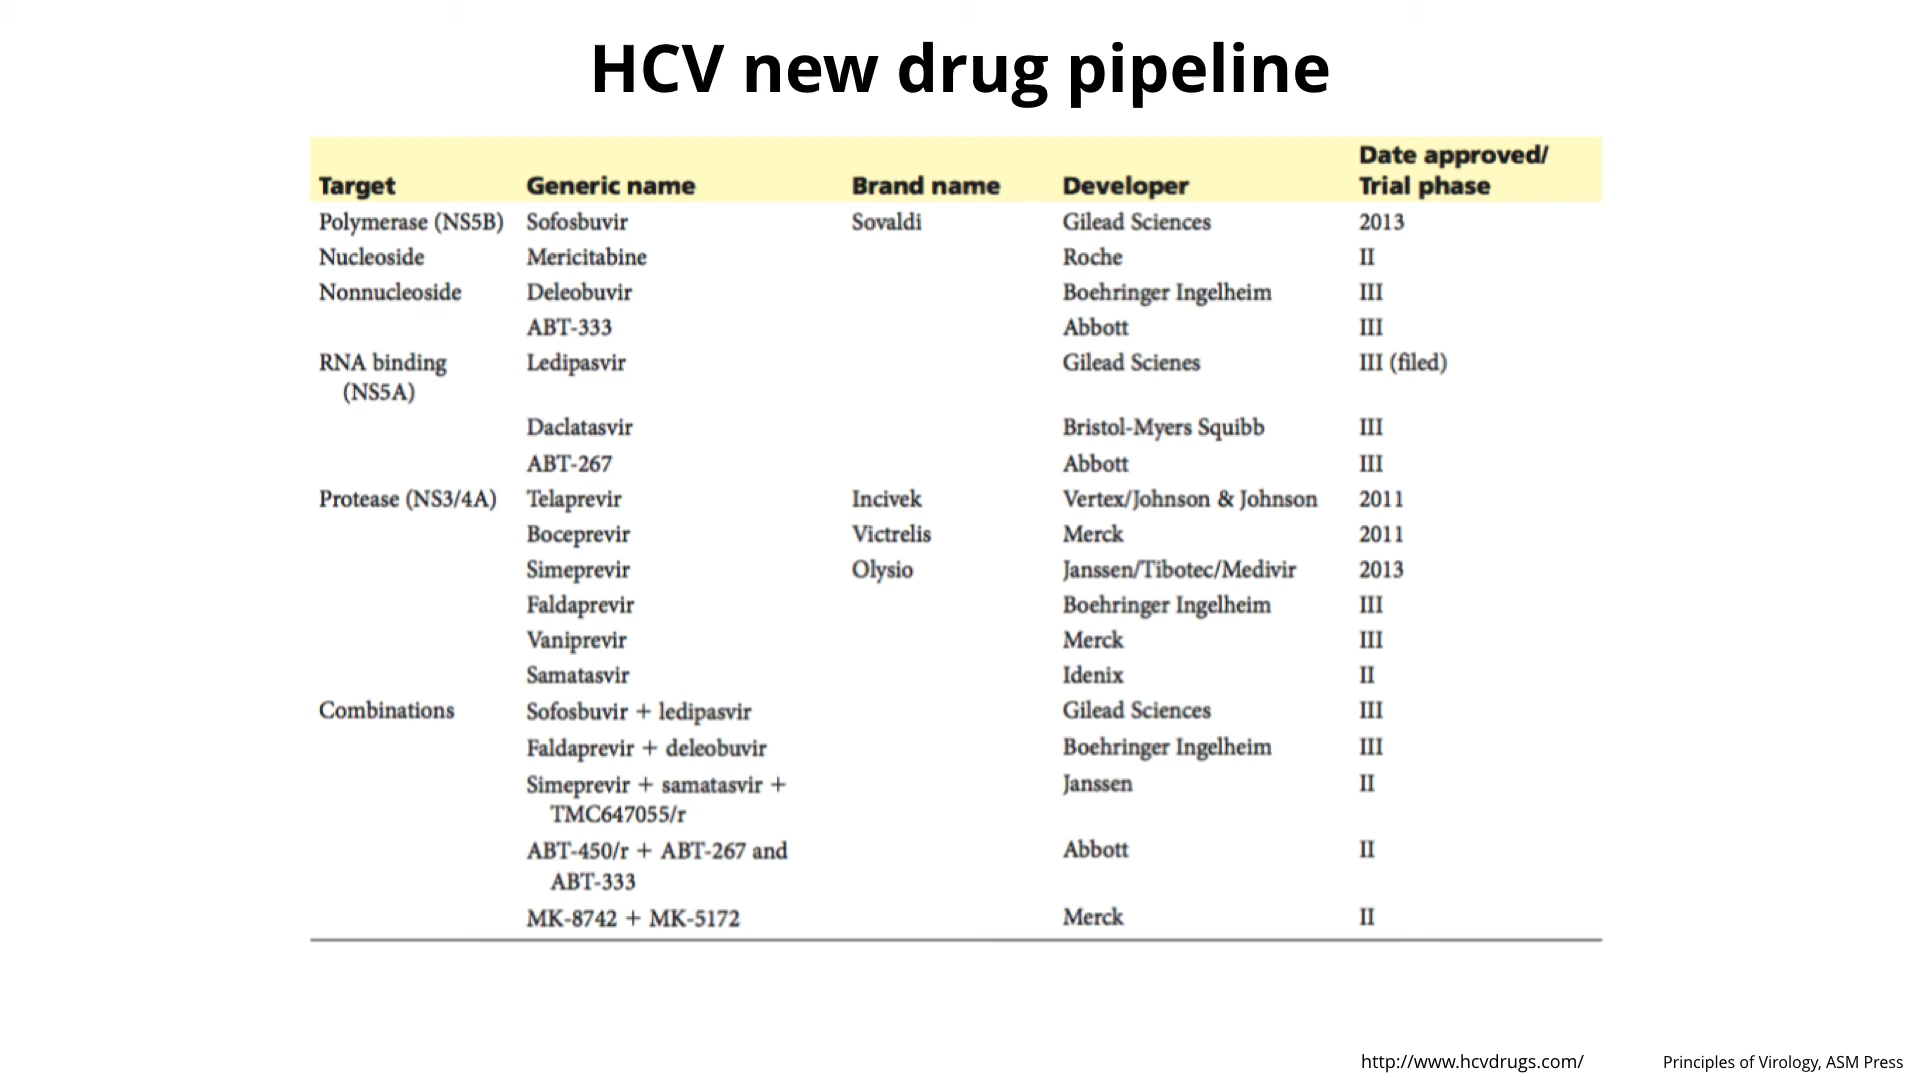 HCV new drug pipeline
Date approved/
Target Generic name Brand name Developer Trial phase
Polymerase (NS5B) Sofosbuvir Sovaldi Gilead Sciences 2013
Nucleoside Mericitabine Roche II
Nonnucleoside Deleobuvir Boehringer Ingelheim III
ABT-333 Abbott III
RNA binding Ledipasvir Gilead Scienes III (filed)
(NS5A)
Daclatasvir Bristol-Myers Squibb III
ABT-267 Abbott III
Protease (NS3/4A) Telaprevir Incivek Vertex/Johnson & Johnson 2011
Boceprevir Victrelis Merck 2011
Simeprevir Olysio Janssen/Tibotec/Medivir 2013
Faldaprevir Boehringer Ingelheim III
Vaniprevir Merck III
Samatasvir Idenix II
Combinations Sofosbuvir + ledipasvir Gilead Sciences III
Faldaprevir + deleobuvir Boehringer Ingelheim III
Simeprevir + samatasvir + Janssen II
TMC647055/r
ABT-450/r + ABT-267 and Abbott II
ABT-333
MK-8742 + MK-5172 Merck II
http://www.hcvdrugs.com/ Principles of Virology, ASM Press